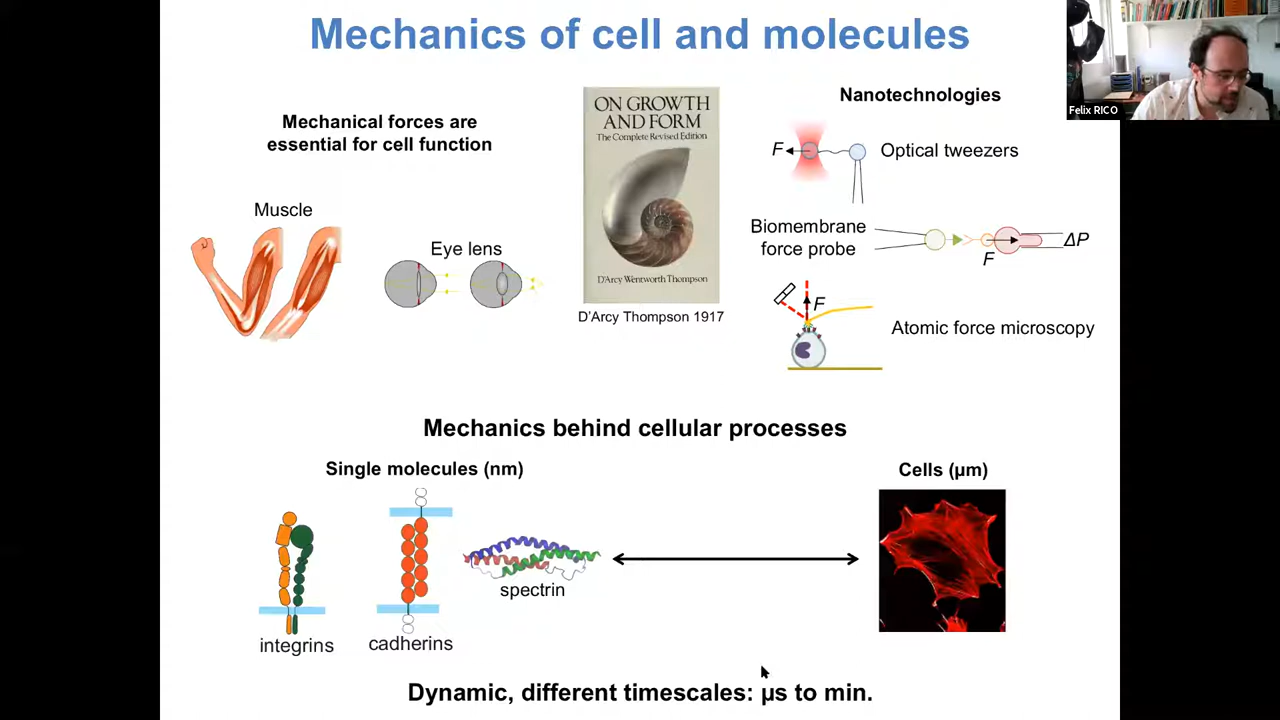 Mechanics of cell and molecules
Felix RICO
Mechanical forces are
essential for cell function
Muscle
Eye lens
ON GROWTH
AND FORM
The Complete Revised Edition
D'Arcy Wentworth Thompson
D'Arcy Thompson 1917
Nanotechnologies
F
Optical tweezers
Biomembrane
force probe
ΔP
F
F
Atomic force microscopy
Mechanics behind cellular processes
Single molecules (nm)
Cells (µm)
integrins
cadherins
spectrin
Dynamic, different timescales: µs to min.